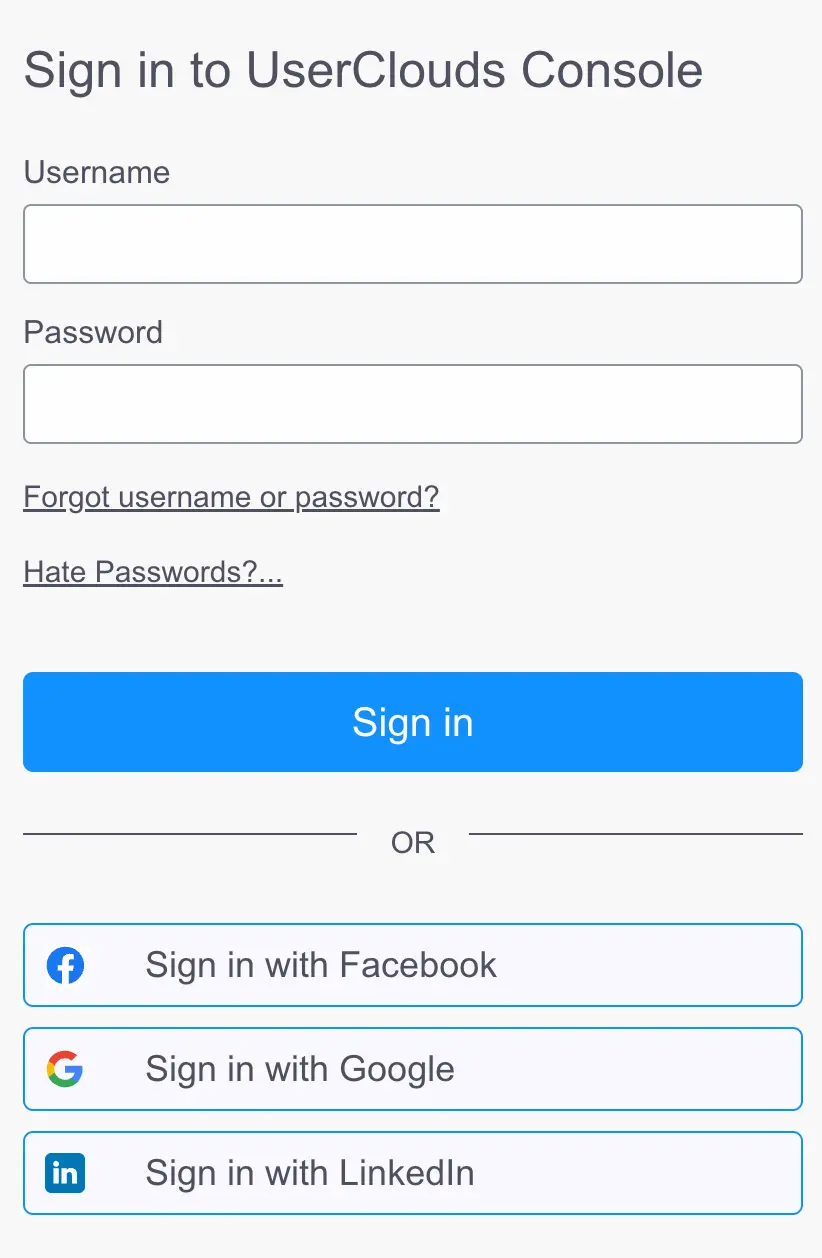 Sign in to UserClouds Console
Username
Password
Forgot username or password?
Hate Passwords?...
Sign in
OR
Sign in with Facebook
Sign in with Google
in Sign in with LinkedIn